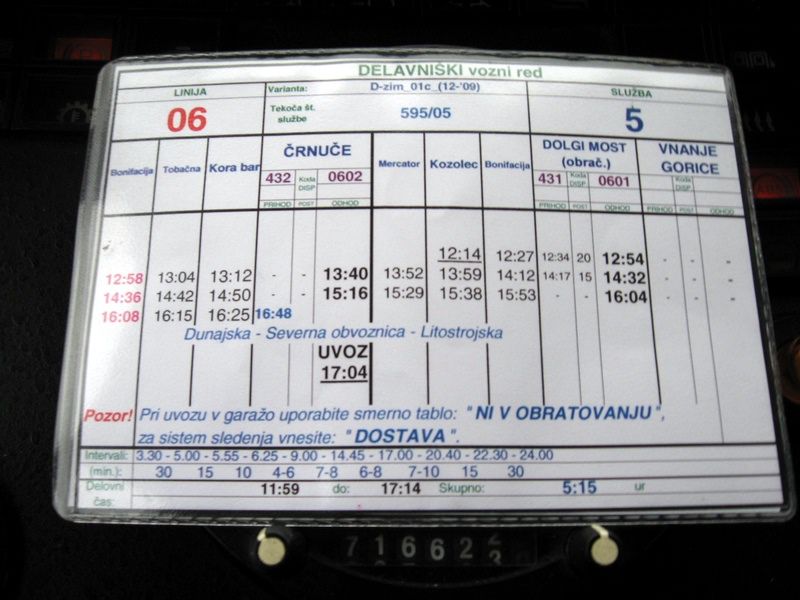 DELAVNIŠKI vozni red
LINIJA Varianta: D-zim_01c_(12-'09) SLUŽBA
06 Tekoča št. službe 595/05 5
Bonifacija Tobačna Kora bar ČRNUČE Mercator Kozolec Bonifacija DOLGI MOST (obrač.) VNANJE GORICE
432 Koda DISP. 0602 431 Koda DISP. 0601 Koda DISP.
PRIHOD POST ODHOD PRIHOD POST ODHOD PRIHOD POST ODHOD
12:14 12:27 12:34 20 12:54 - - -
12:58 13:04 13:12 - - 13:40 13:52 13:59 14:12 14:17 15 14:32 - - -
14:36 14:42 14:50 - - 15:16 15:29 15:38 15:53 - - 16:04 - - -
16:08 16:15 16:25 16:48
Dunajska - Severna obvoznica - Litostrojska
UVOZ
17:04
Pozor! Pri uvozu v garažo uporabite smerno tablo: "NI V OBRATOVANJU",
za sistem sledenja vnesite: "DOSTAVA".
Intervali: 3.30 - 5.00 - 5.55 - 6.25 - 9.00 - 14.45 - 17.00 - 20.40 - 22.30 - 24.00
(min.): 30 15 10 4-6 7-8 6-8 7-10 15 30
Delovni čas: 11:59 do: 17:14 Skupno: 5:15 ur
7 1 6 6 2